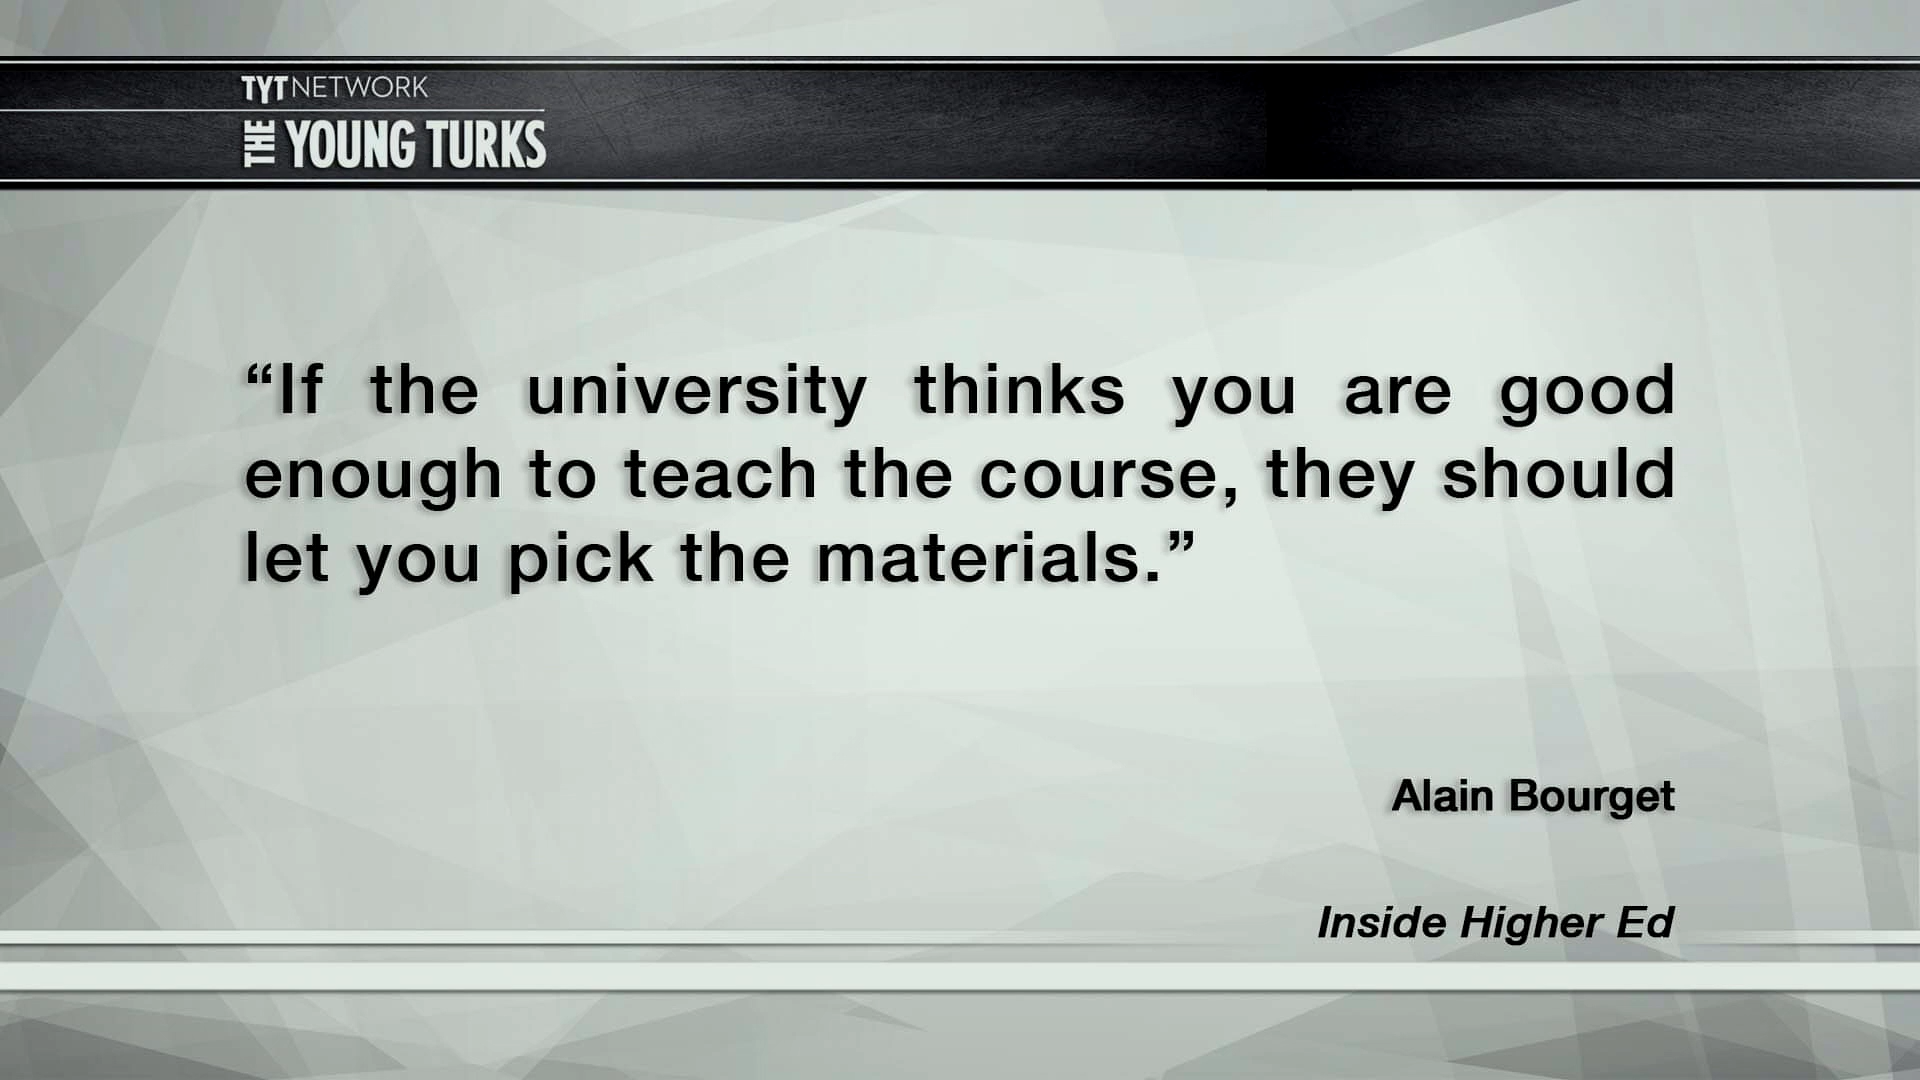 TYT NETWORK
THE YOUNG TURKS
“If the university thinks you are good
enough to teach the course, they should
let you pick the materials.”
Alain Bourget
Inside Higher Ed